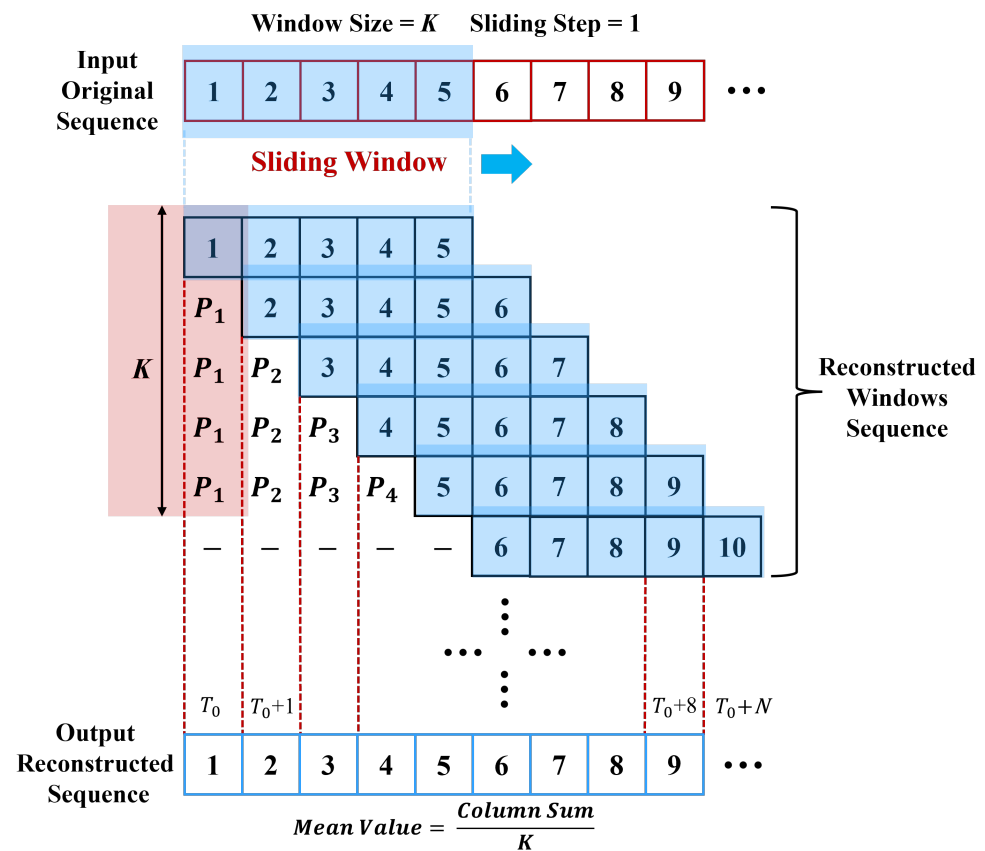 Window Size = K Sliding Step = 1
Input
Original
Sequence
1 2 3 4 5 6 7 8 9 ...
Sliding Window
K
1 2 3 4 5
P₁ 2 3 4 5 6
P₁ P₂ 3 4 5 6 7
P₁ P₂ P₃ 4 5 6 7 8
P₁ P₂ P₃ P₄ 5 6 7 8 9
– – – – – 6 7 8 9 10
Reconstructed
Windows
Sequence
T₀ T₀+1 T₀+8 T₀+N
Output
Reconstructed
Sequence
1 2 3 4 5 6 7 8 9 ...
Mean Value = Column Sum / K